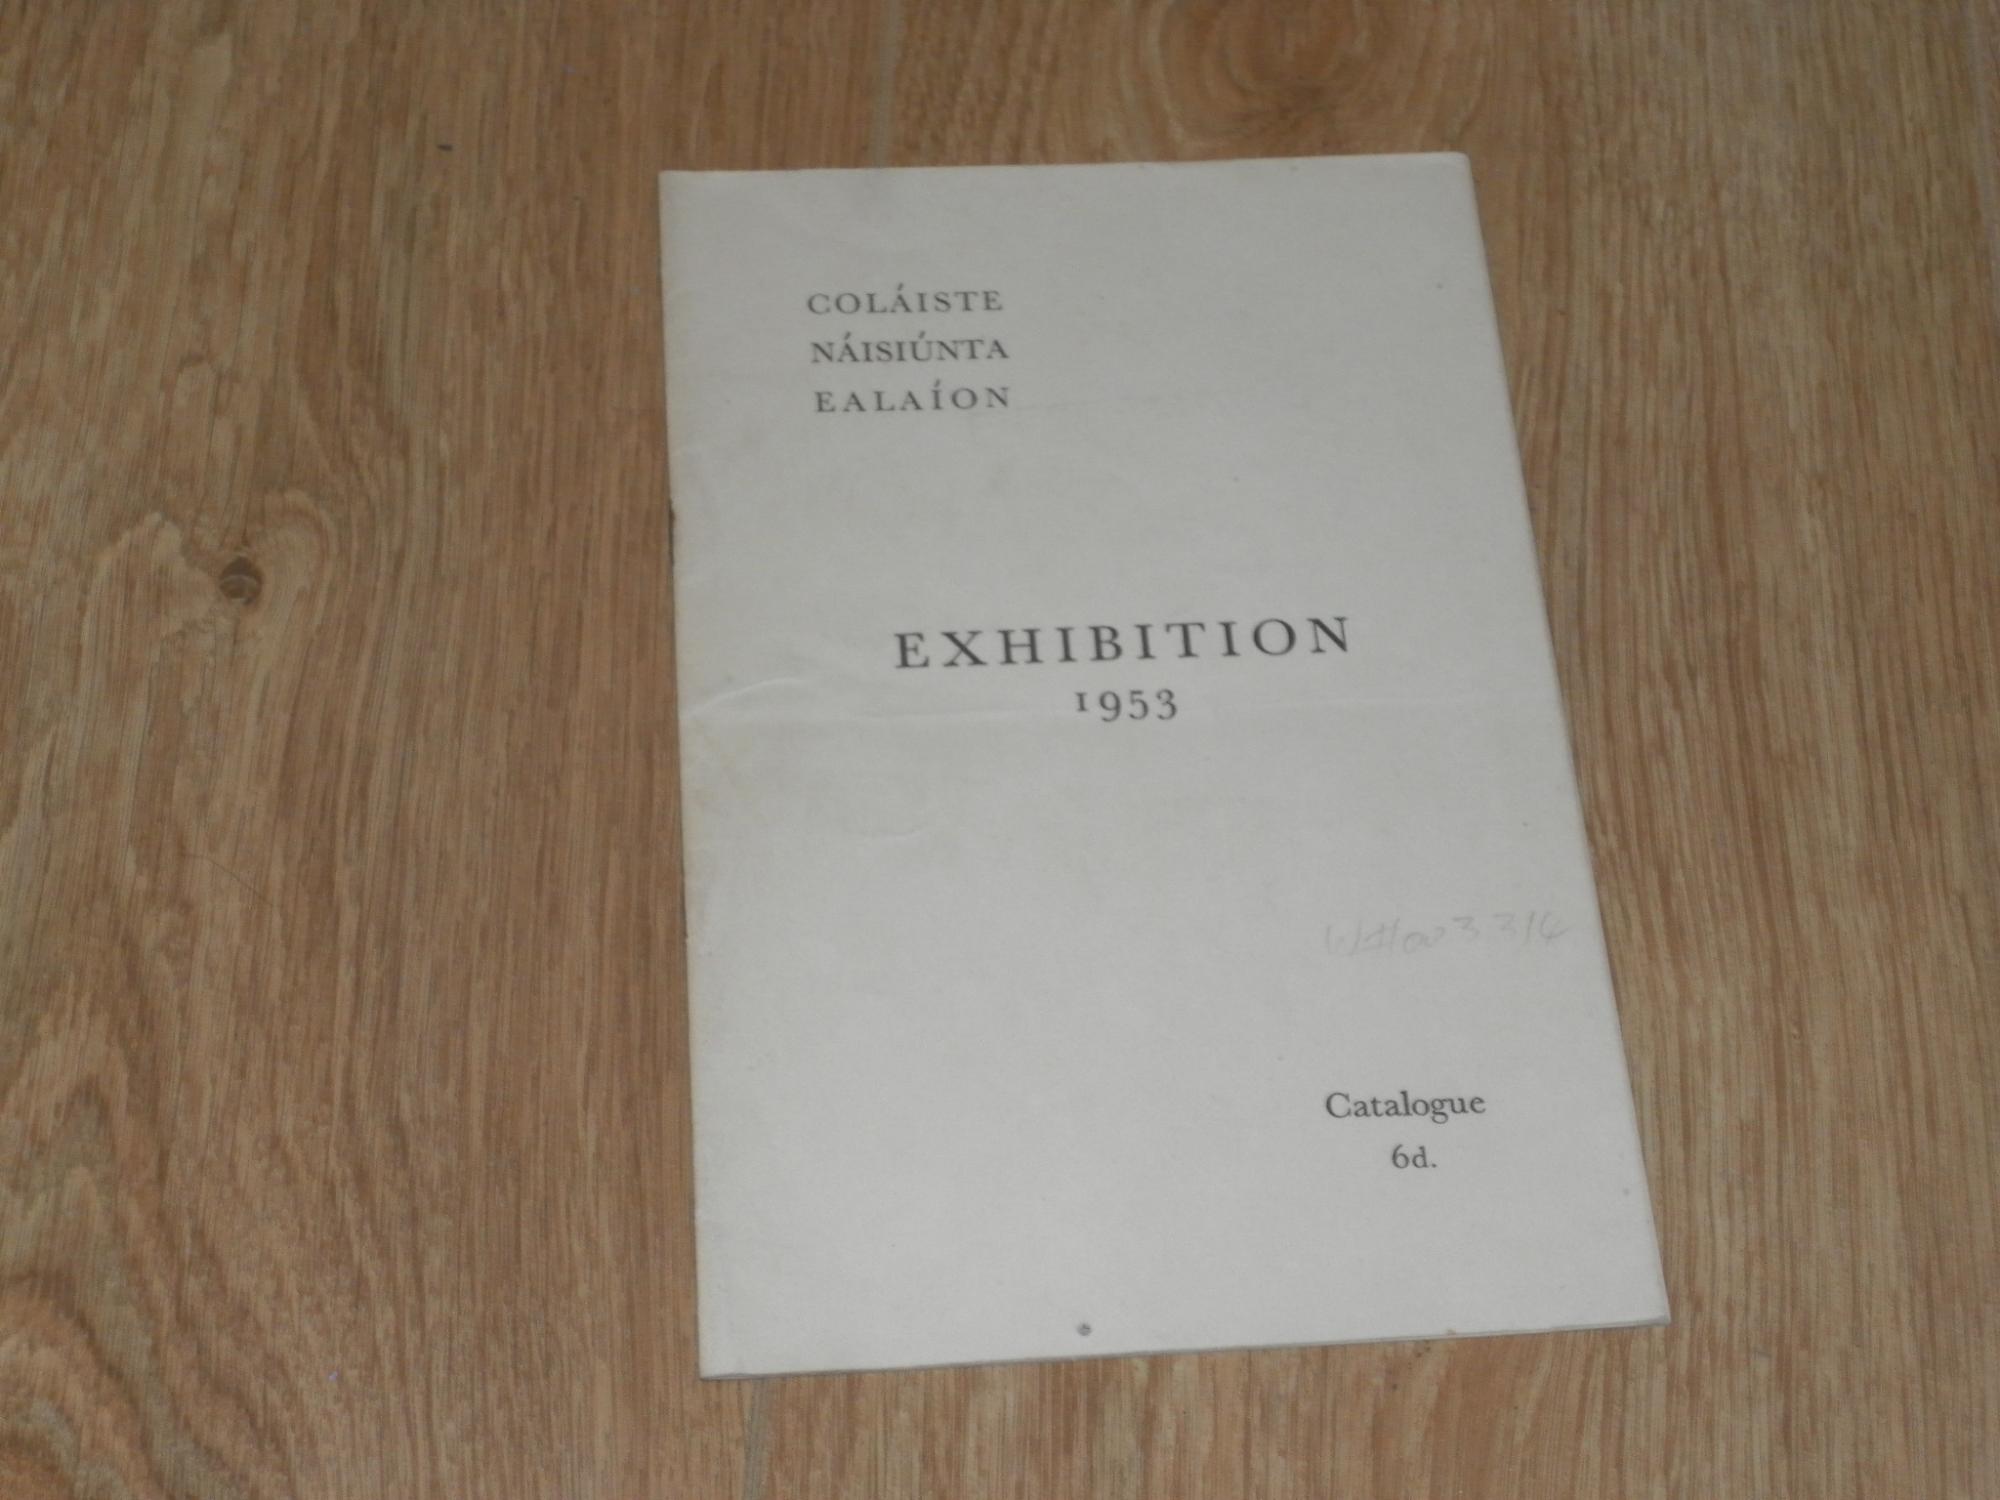 COLÁISTE
NÁISIÚNTA
EALAÍON
EXHIBITION
1953
Catalogue
6d.